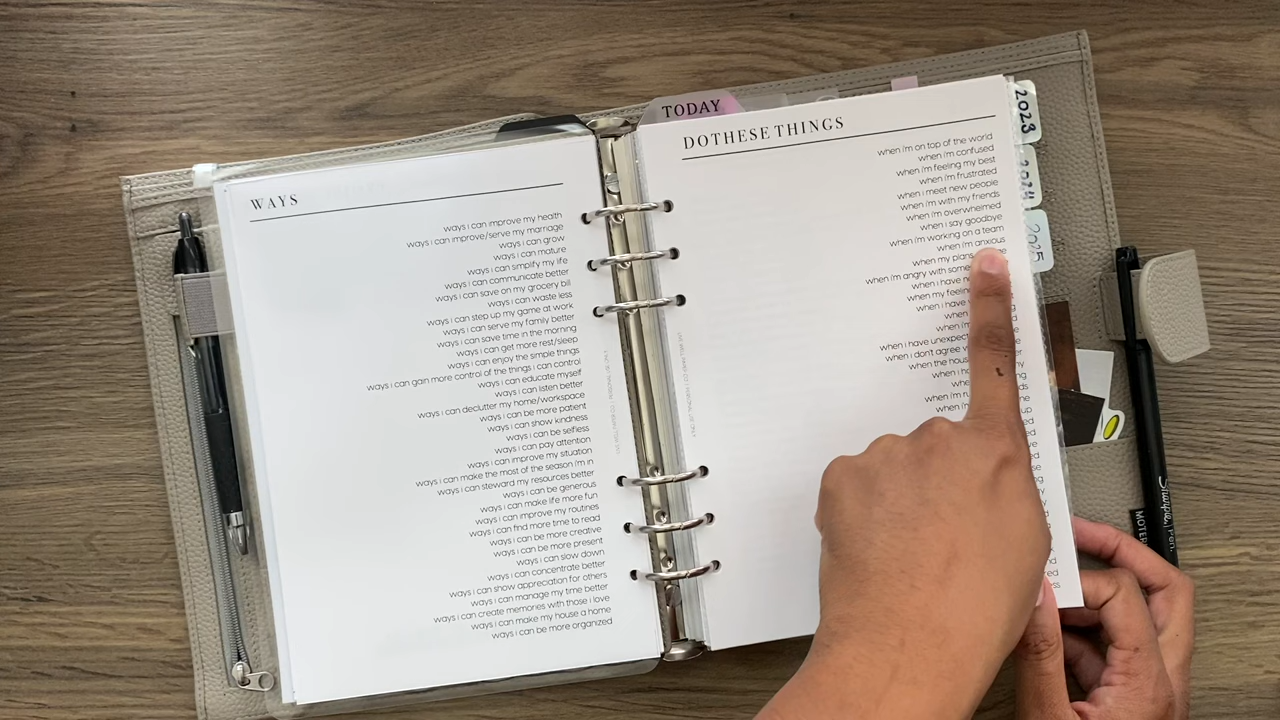 WAYS
ways i can improve my health
ways i can improve/serve my marriage
ways i can grow
ways i can mature
ways i can simplify my life
ways i can communicate better
ways i can save on my grocery bill
ways i can waste less
ways i can step up my game at work
ways i can serve my family better
ways i can save time in the morning
ways i can get more rest/sleep
ways i can enjoy the simple things
ways i can gain more control of the things i can control
ways i can educate myself
ways i can listen better
ways i can declutter my home/workspace
ways i can be more patient
ways i can show kindness
ways i can be selfless
ways i can pay attention
ways i can improve my situation
ways i can make the most of the season i'm in
ways i can steward my resources better
ways i can be generous
ways i can make life more fun
ways i can improve my routines
ways i can find more time to read
ways i can be more creative
ways i can be more present
ways i can slow down
ways i can concentrate better
ways i can show appreciation for others
ways i can manage my time better
ways i can create memories with those i love
ways i can make my house a home
ways i can be more organized
TODAY
DO THESE THINGS
when i'm on top of the world
when i'm confused
when i'm feeling my best
when i'm frustrated
when i meet new people
when i'm with my friends
when i'm overwhelmed
when i say goodbye
when i'm working on a team
when i'm anxious
when my plans
when i'm angry with
when i have
when my
when i have
when
when i'm
when i have
when i don't agree
when the
when i
when i'm
when i'm
up
2023
2024
2025
Sharpie Pen.